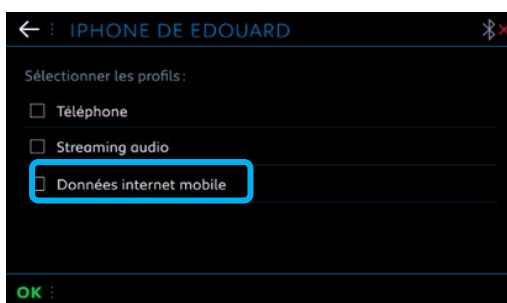 IPHONE DE EDOUARD
Sélectionner les profils:
Téléphone
Streaming audio
Données internet mobile
OK